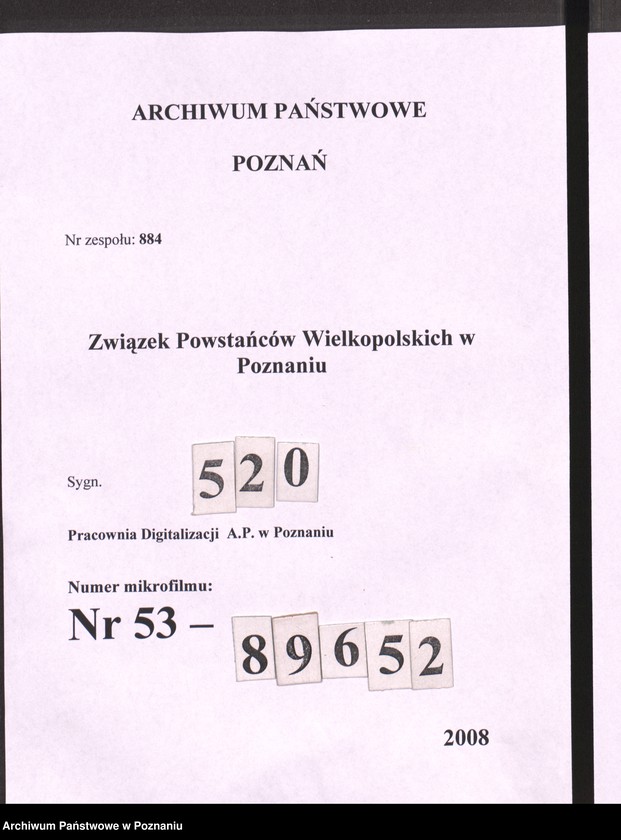 ARCHIWUM PAŃSTWOWE
POZNAŃ
Nr zespołu: 884
Związek Powstańców Wielkopolskich w
Poznaniu
Sygn. 520
Pracownia Digitalizacji A.P. w Poznaniu
Numer mikrofilmu:
Nr 53 – 89652
2008
Archiwum Państwowe w Poznaniu